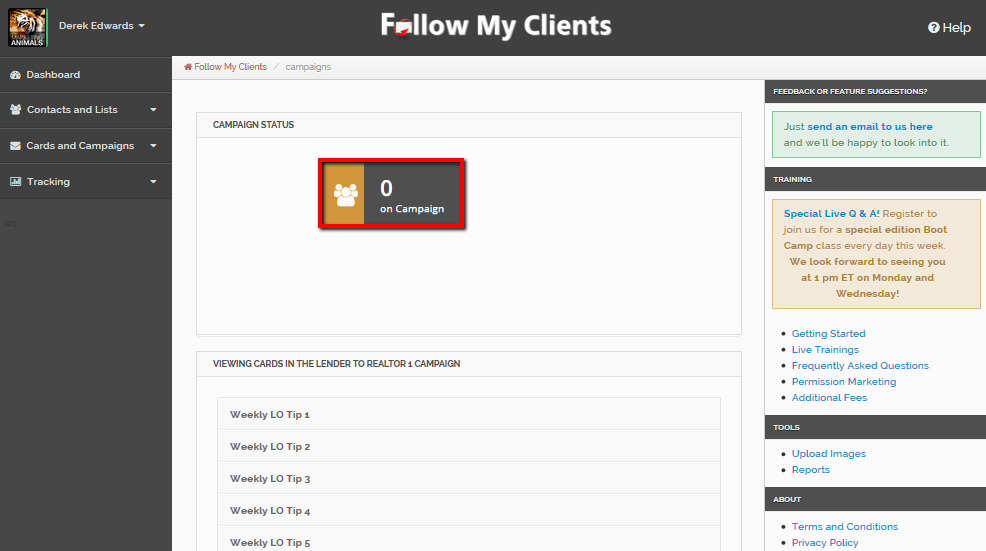 MARKETING
ANIMALS
Derek Edwards
Follow My Clients
Help
Dashboard
Contacts and Lists
Cards and Campaigns
Tracking
Follow My Clients / campaigns
CAMPAIGN STATUS
0
on Campaign
VIEWING CARDS IN THE LENDER TO REALTOR 1 CAMPAIGN
Weekly LO Tip 1
Weekly LO Tip 2
Weekly LO Tip 3
Weekly LO Tip 4
Weekly LO Tip 5
FEEDBACK OR FEATURE SUGGESTIONS?
Just send an email to us here
and we'll be happy to look into it.
TRAINING
Special Live Q & A! Register to
join us for a special edition Boot
Camp class every day this week.
We look forward to seeing you
at 1 pm ET on Monday and
Wednesday!
Getting Started
Live Trainings
Frequently Asked Questions
Permission Marketing
Additional Fees
TOOLS
Upload Images
Reports
ABOUT
Terms and Conditions
Privacy Policy